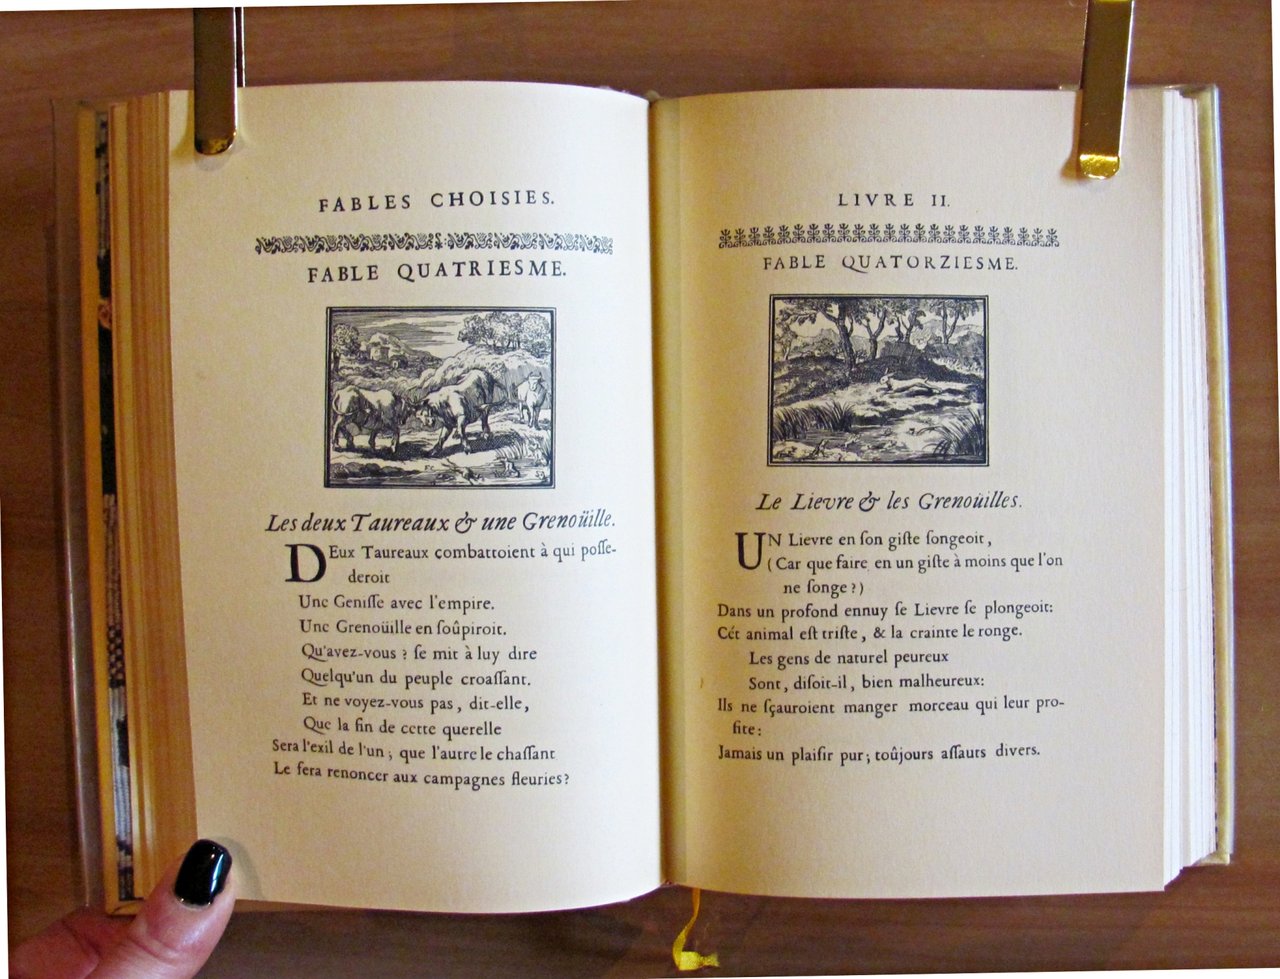 FABLES CHOISIES.
FABLE QUATRIESME.
Les deux Taureaux & une Grenoüille.
DEux Taureaux combattoient à qui poſſe-
deroit
Une Geniſſe avec l'empire.
Une Grenoüille en ſoûpiroit.
Qu'avez-vous ? ſe mit à luy dire
Quelqu'un du peuple croaſſant.
Et ne voyez-vous pas, dit-elle,
Que la fin de cette querelle
Sera l'exil de l'un ; que l'autre le chaſſant
Le fera renoncer aux campagnes fleuries ?
LIVRE II.
FABLE QUATORZIESME.
Le Lievre & les Grenoüilles.
UN Lievre en ſon giſte ſongeoit,
( Car que faire en un giſte à moins que l'on
ne ſonge ? )
Dans un profond ennuy ſe Lievre ſe plongeoit:
Cét animal eſt triſte, & la crainte le ronge.
Les gens de naturel peureux
Sont, diſoit-il, bien malheureux:
Ils ne ſçauroient manger morceau qui leur pro-
fite :
Jamais un plaiſir pur ; toûjours aſſauts divers.